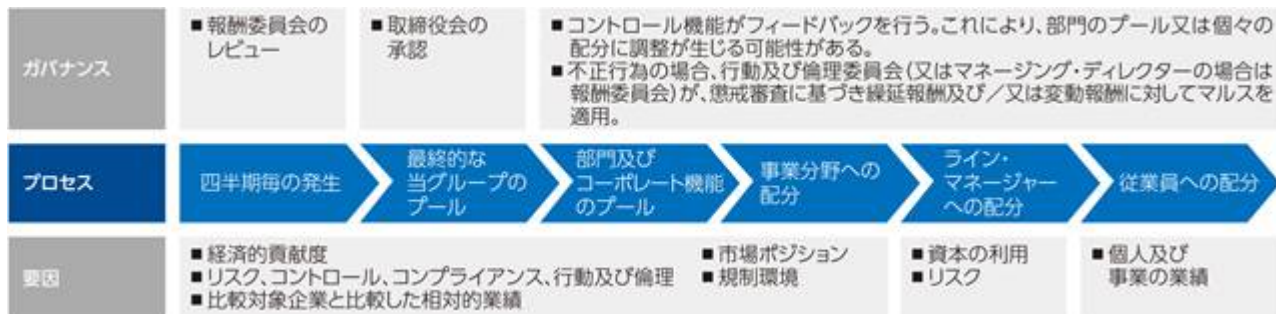 ガバナンス
■報酬委員会の
レビュー
■取締役会の
承認
■コントロール機能がフィードバックを行う。これにより、部門のプール又は個々の
配分に調整が生じる可能性がある。
■不正行為の場合、行動及び倫理委員会(又はマネージング・ディレクターの場合は
報酬委員会)が、懲戒審査に基づき繰延報酬及び/又は変動報酬に対してマルスを
適用。
プロセス
四半期毎の発生
最終的な
当グループの
プール
部門及び
コーポレート機能
のプール
事業分野への
配分
ライン・
マネージャー
への配分
従業員への配分
要因
■経済的貢献度
■リスク、コントロール、コンプライアンス、行動及び倫理
■比較対象企業と比較した相対的業績
■市場ポジション
■規制環境
■資本の利用
■リスク
■個人及び
事業の業績